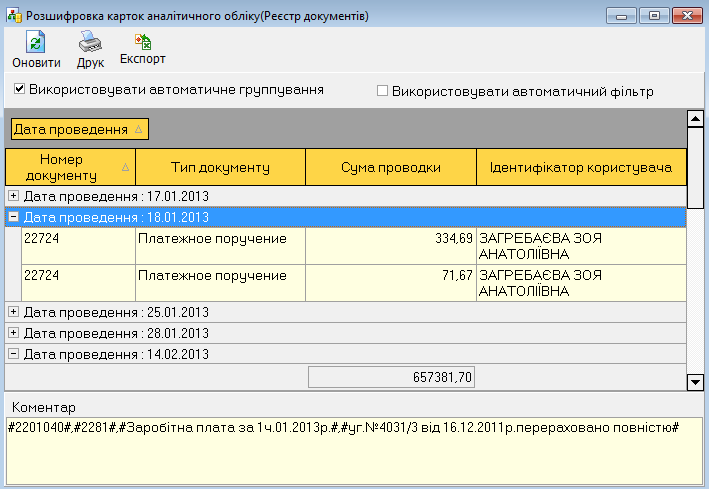 Розшифровка карток аналітичного обліку(Реєстр документів)
Оновити Друк Експорт
Використовувати автоматичне группування Використовувати автоматичний фільтр
Дата проведення
Номер документу Тип документу Сума проводки Ідентифікатор користувача
Дата проведення : 17.01.2013
Дата проведення : 18.01.2013
22724 Платежное поручение 334,69 ЗАГРЕБАЄВА ЗОЯ
АНАТОЛІЇВНА
22724 Платежное поручение 71,67 ЗАГРЕБАЄВА ЗОЯ
АНАТОЛІЇВНА
Дата проведення : 25.01.2013
Дата проведення : 28.01.2013
Дата проведення : 14.02.2013
657381,70
Коментар
#2201040#,#2281#,#Заробітна плата за 1ч.01.2013р.#,#уг.№4031/3 від 16.12.2011р.перераховано повністю#